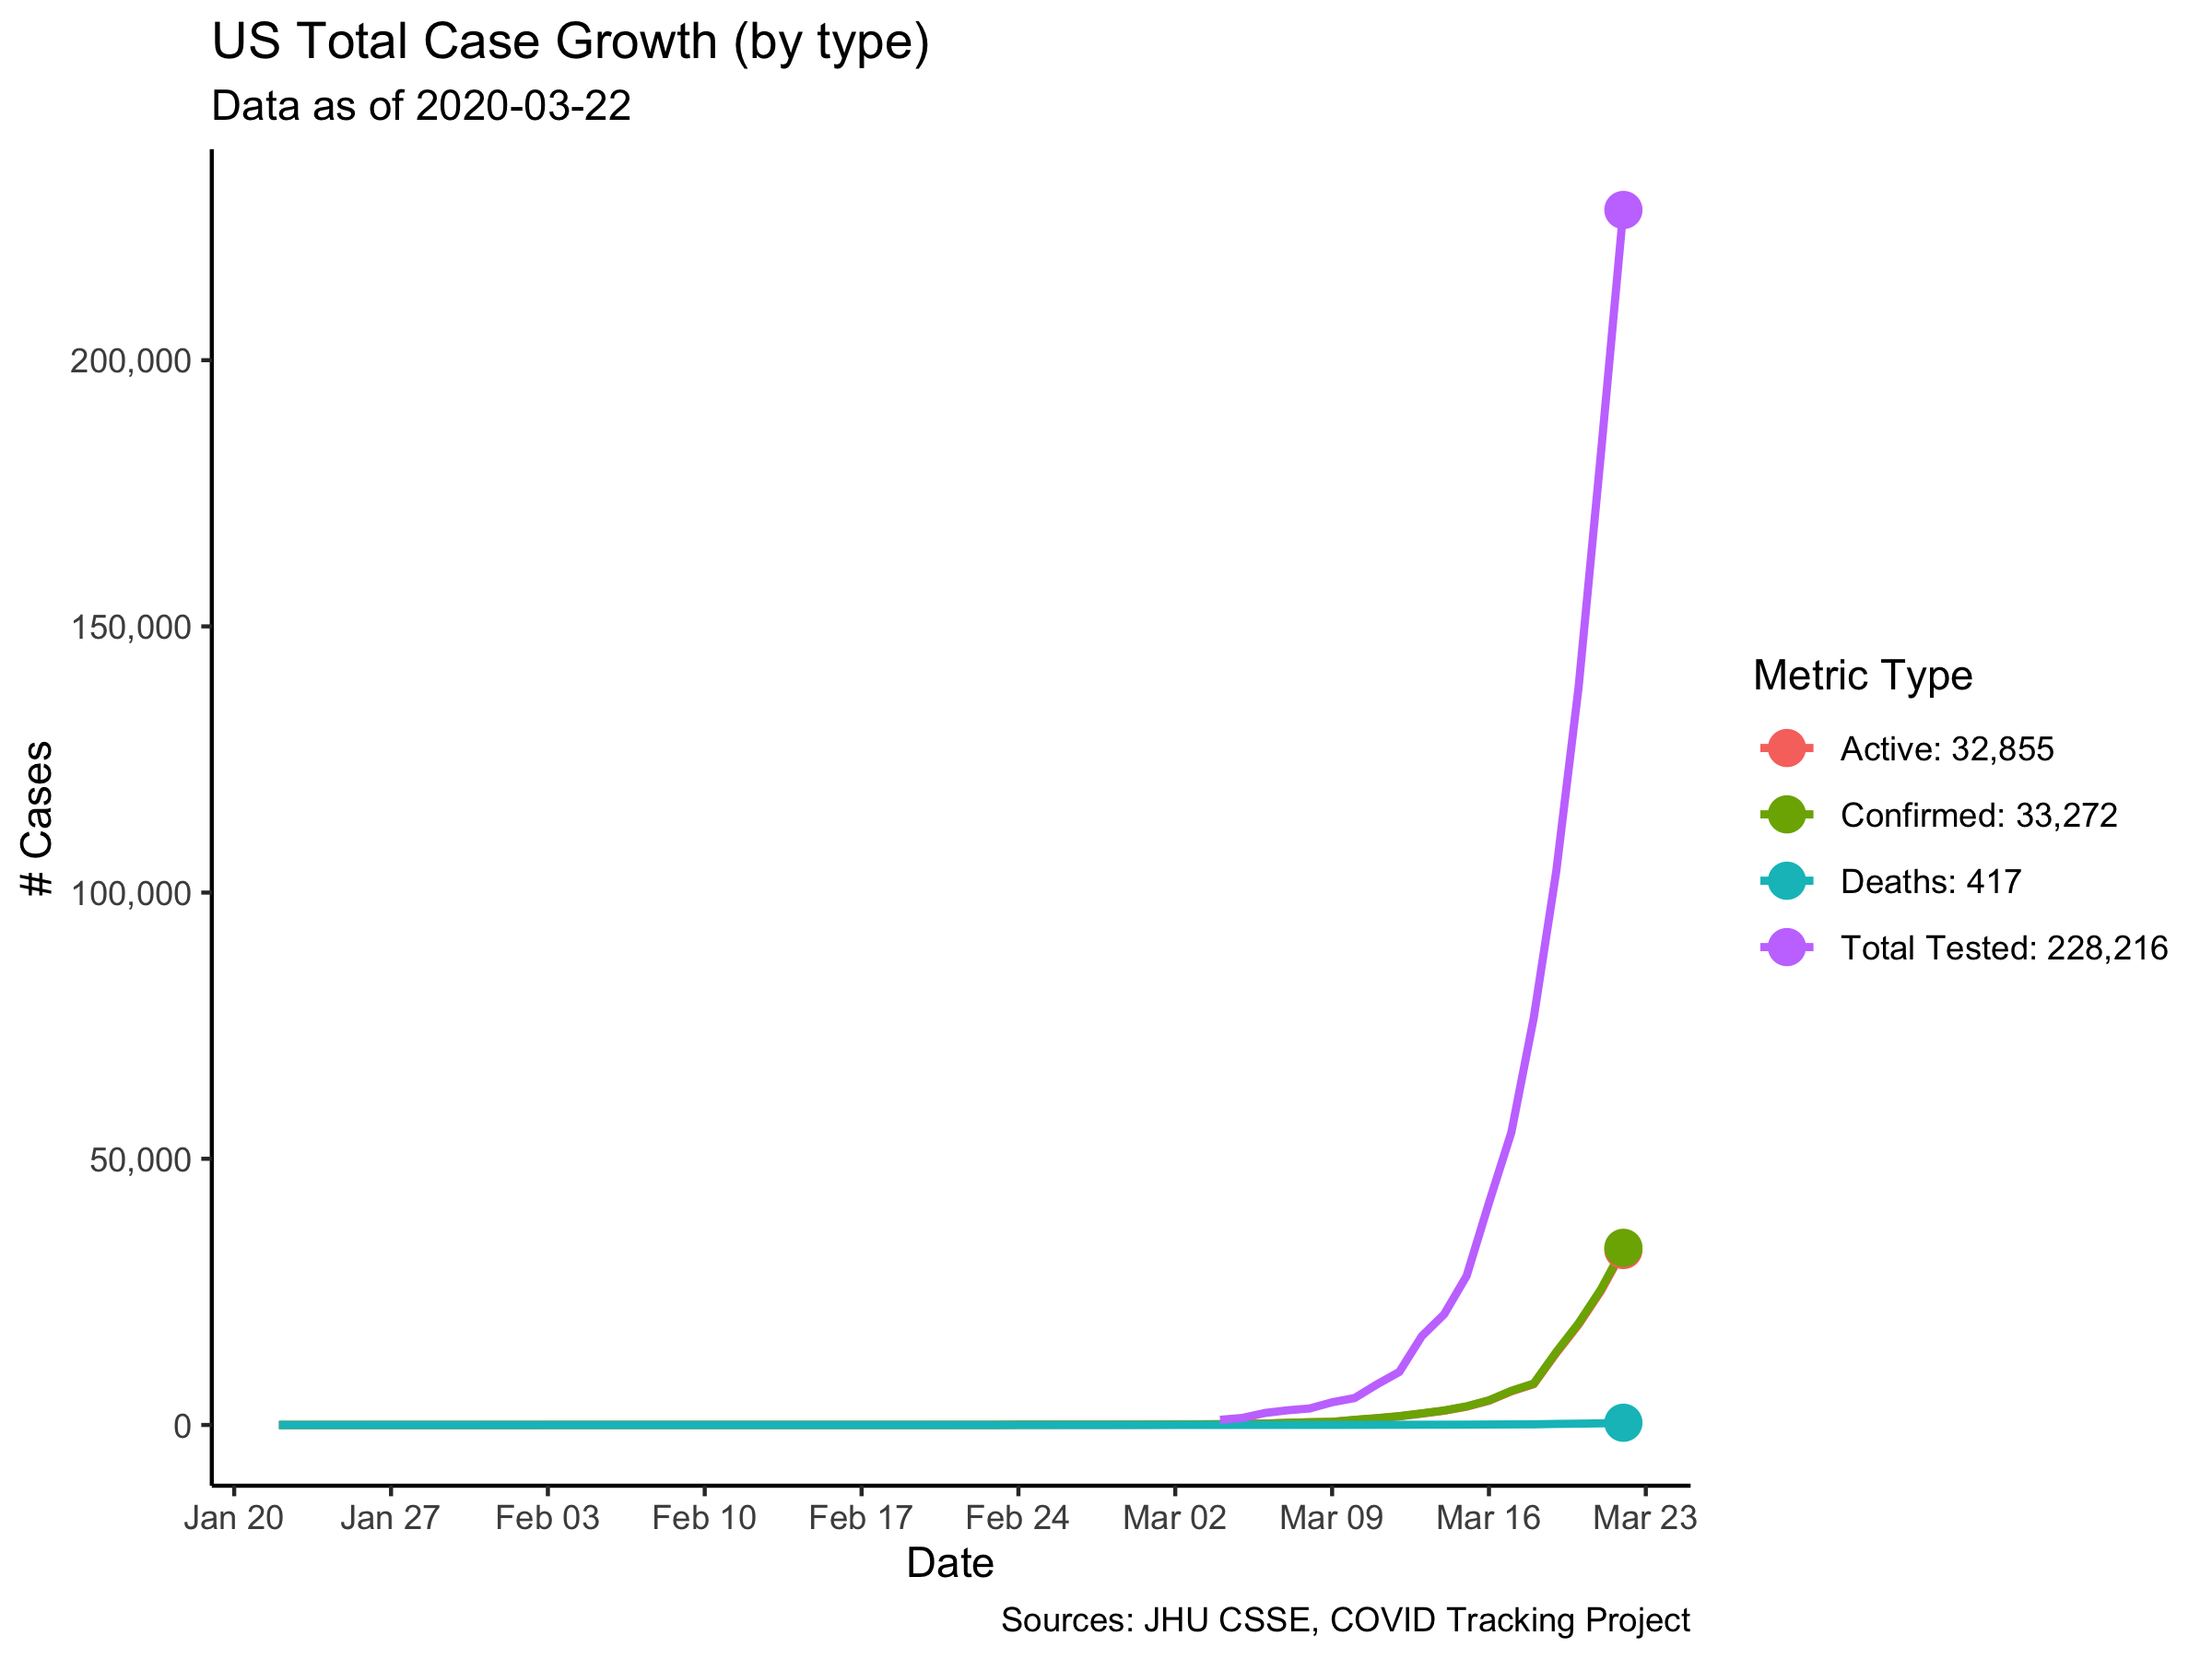 US Total Case Growth (by type)
Data as of 2020-03-22
# Cases
200,000
150,000
100,000
50,000
0
Jan 20 Jan 27 Feb 03 Feb 10 Feb 17 Feb 24 Mar 02 Mar 09 Mar 16 Mar 23
Date
Metric Type
Active: 32,855
Confirmed: 33,272
Deaths: 417
Total Tested: 228,216
Sources: JHU CSSE, COVID Tracking Project